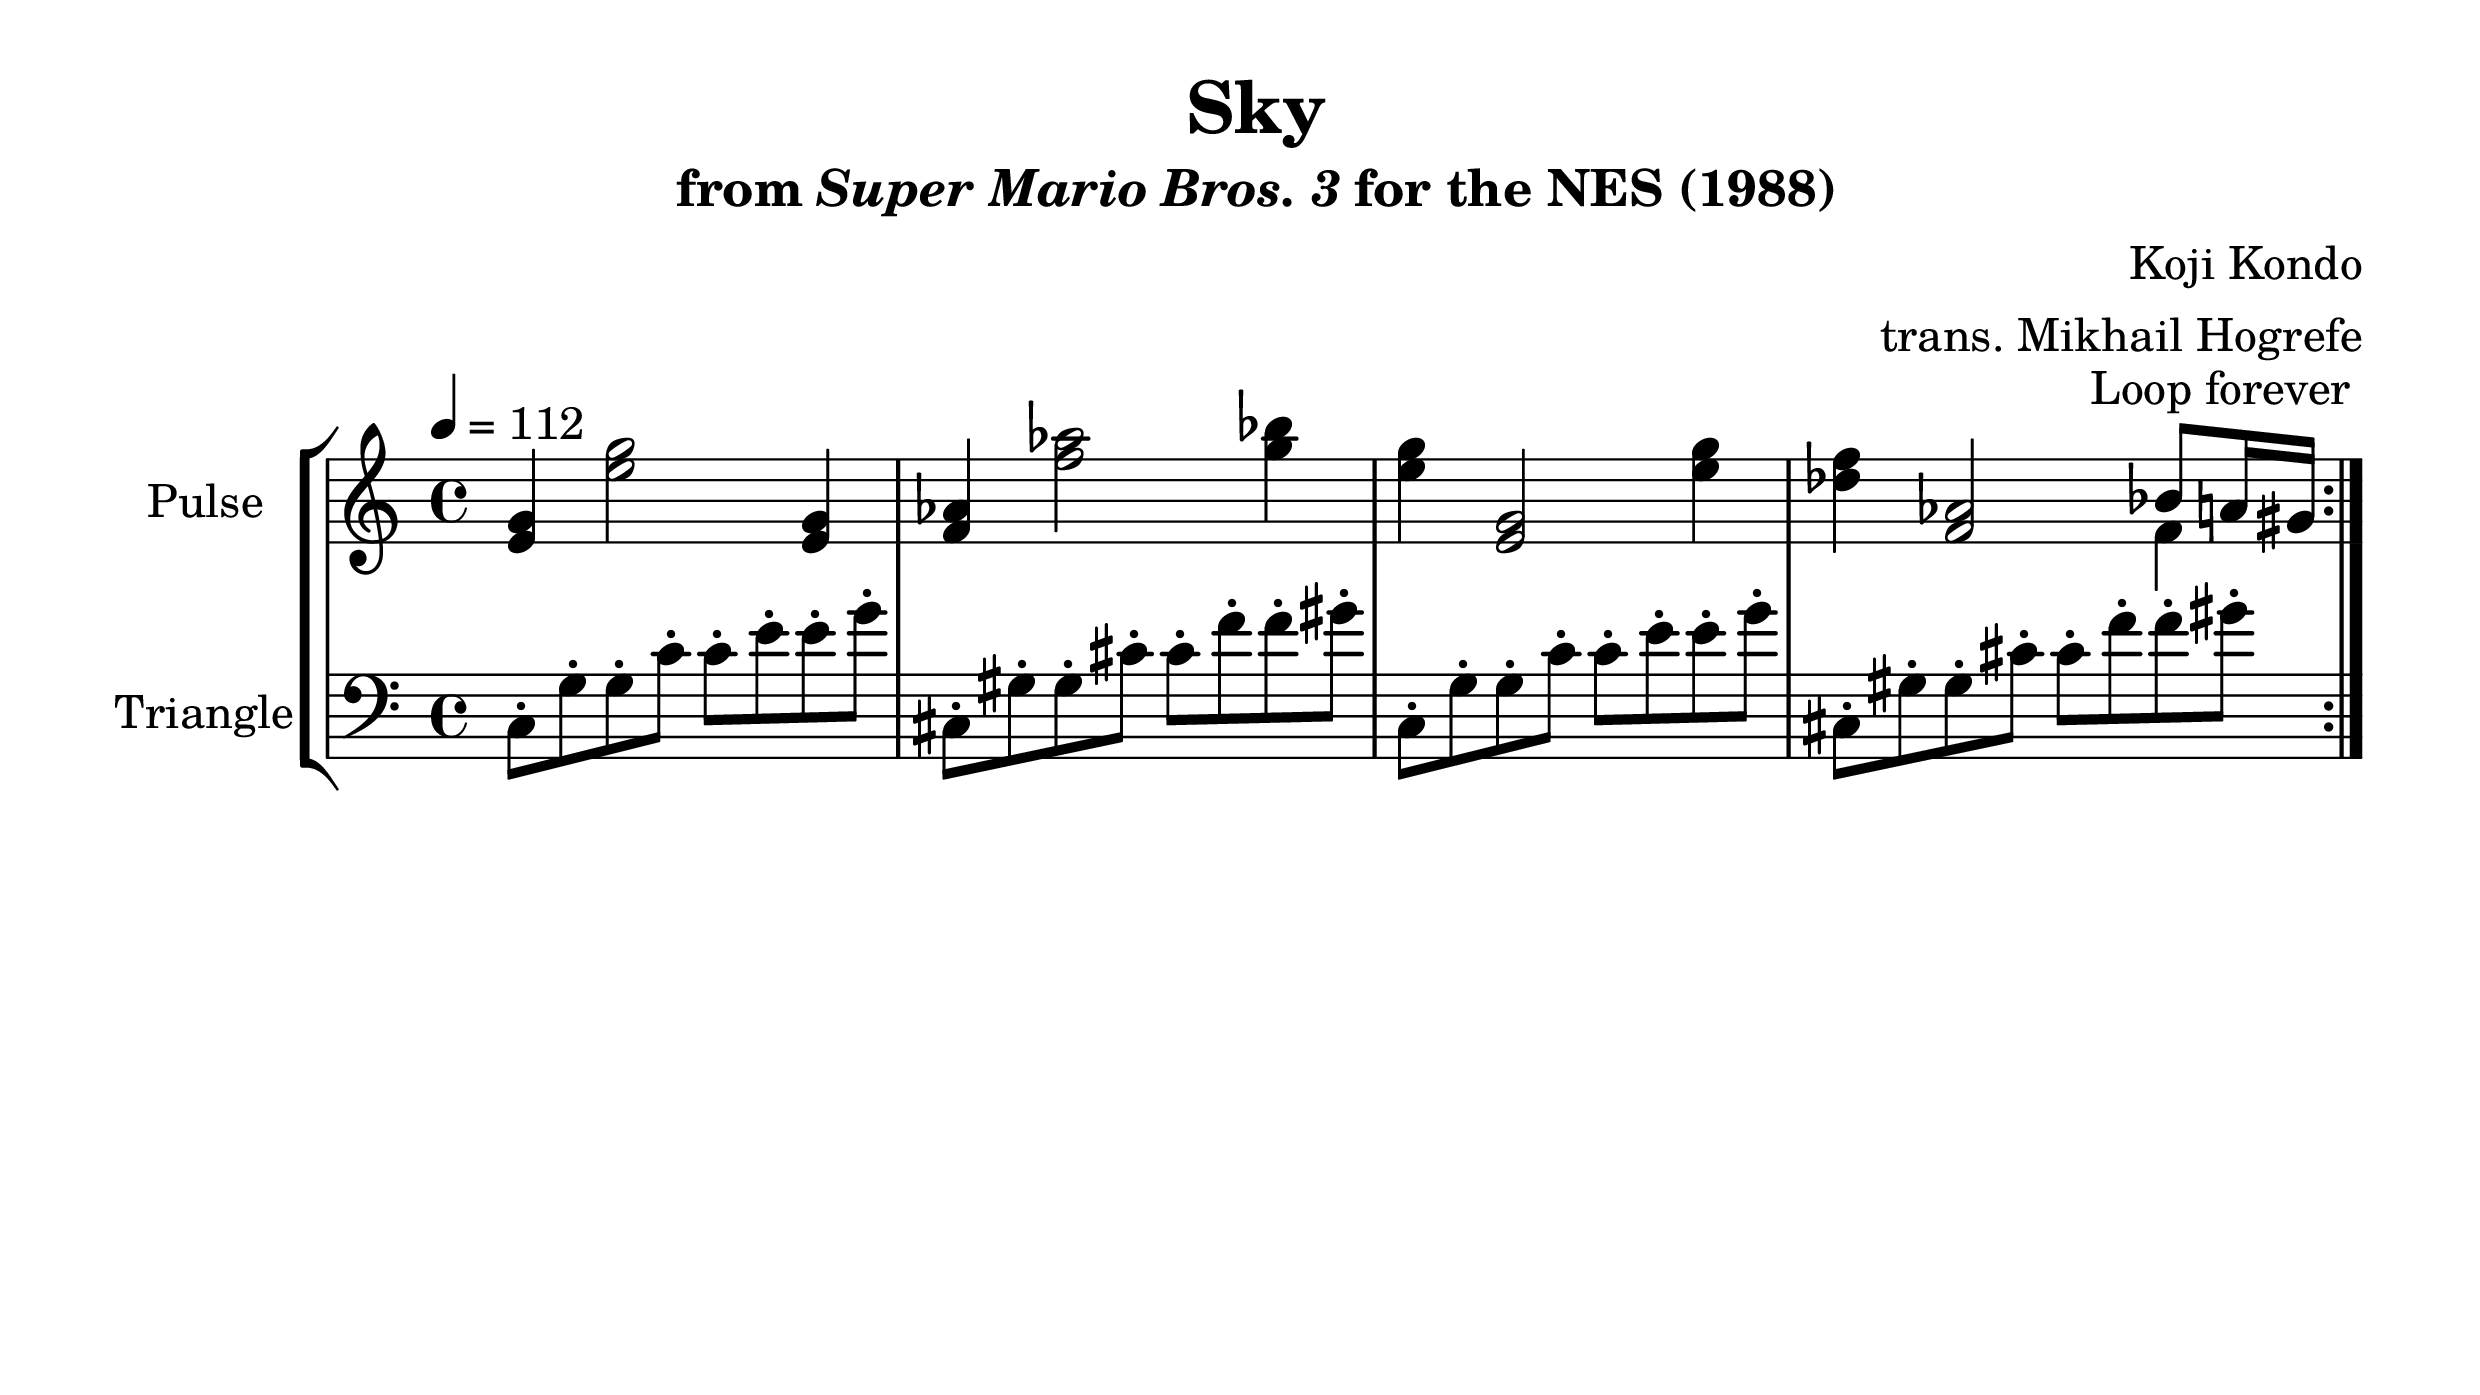 Sky
from Super Mario Bros. 3 for the NES (1988)
Koji Kondo
trans. Mikhail Hogrefe
Loop forever
= 112
Pulse
Triangle